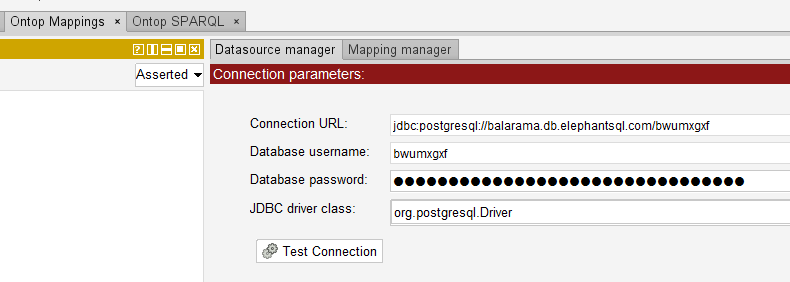 Ontop Mappings × Ontop SPARQL ×
? Datasource manager Mapping manager
Asserted Connection parameters:
Connection URL: jdbc:postgresql://balarama.db.elephantsql.com/bwumxgxf
Database username: bwumxgxf
Database password: ●●●●●●●●●●●●●●●●●●●●●●●●●●●●●●●●
JDBC driver class: org.postgresql.Driver
Test Connection